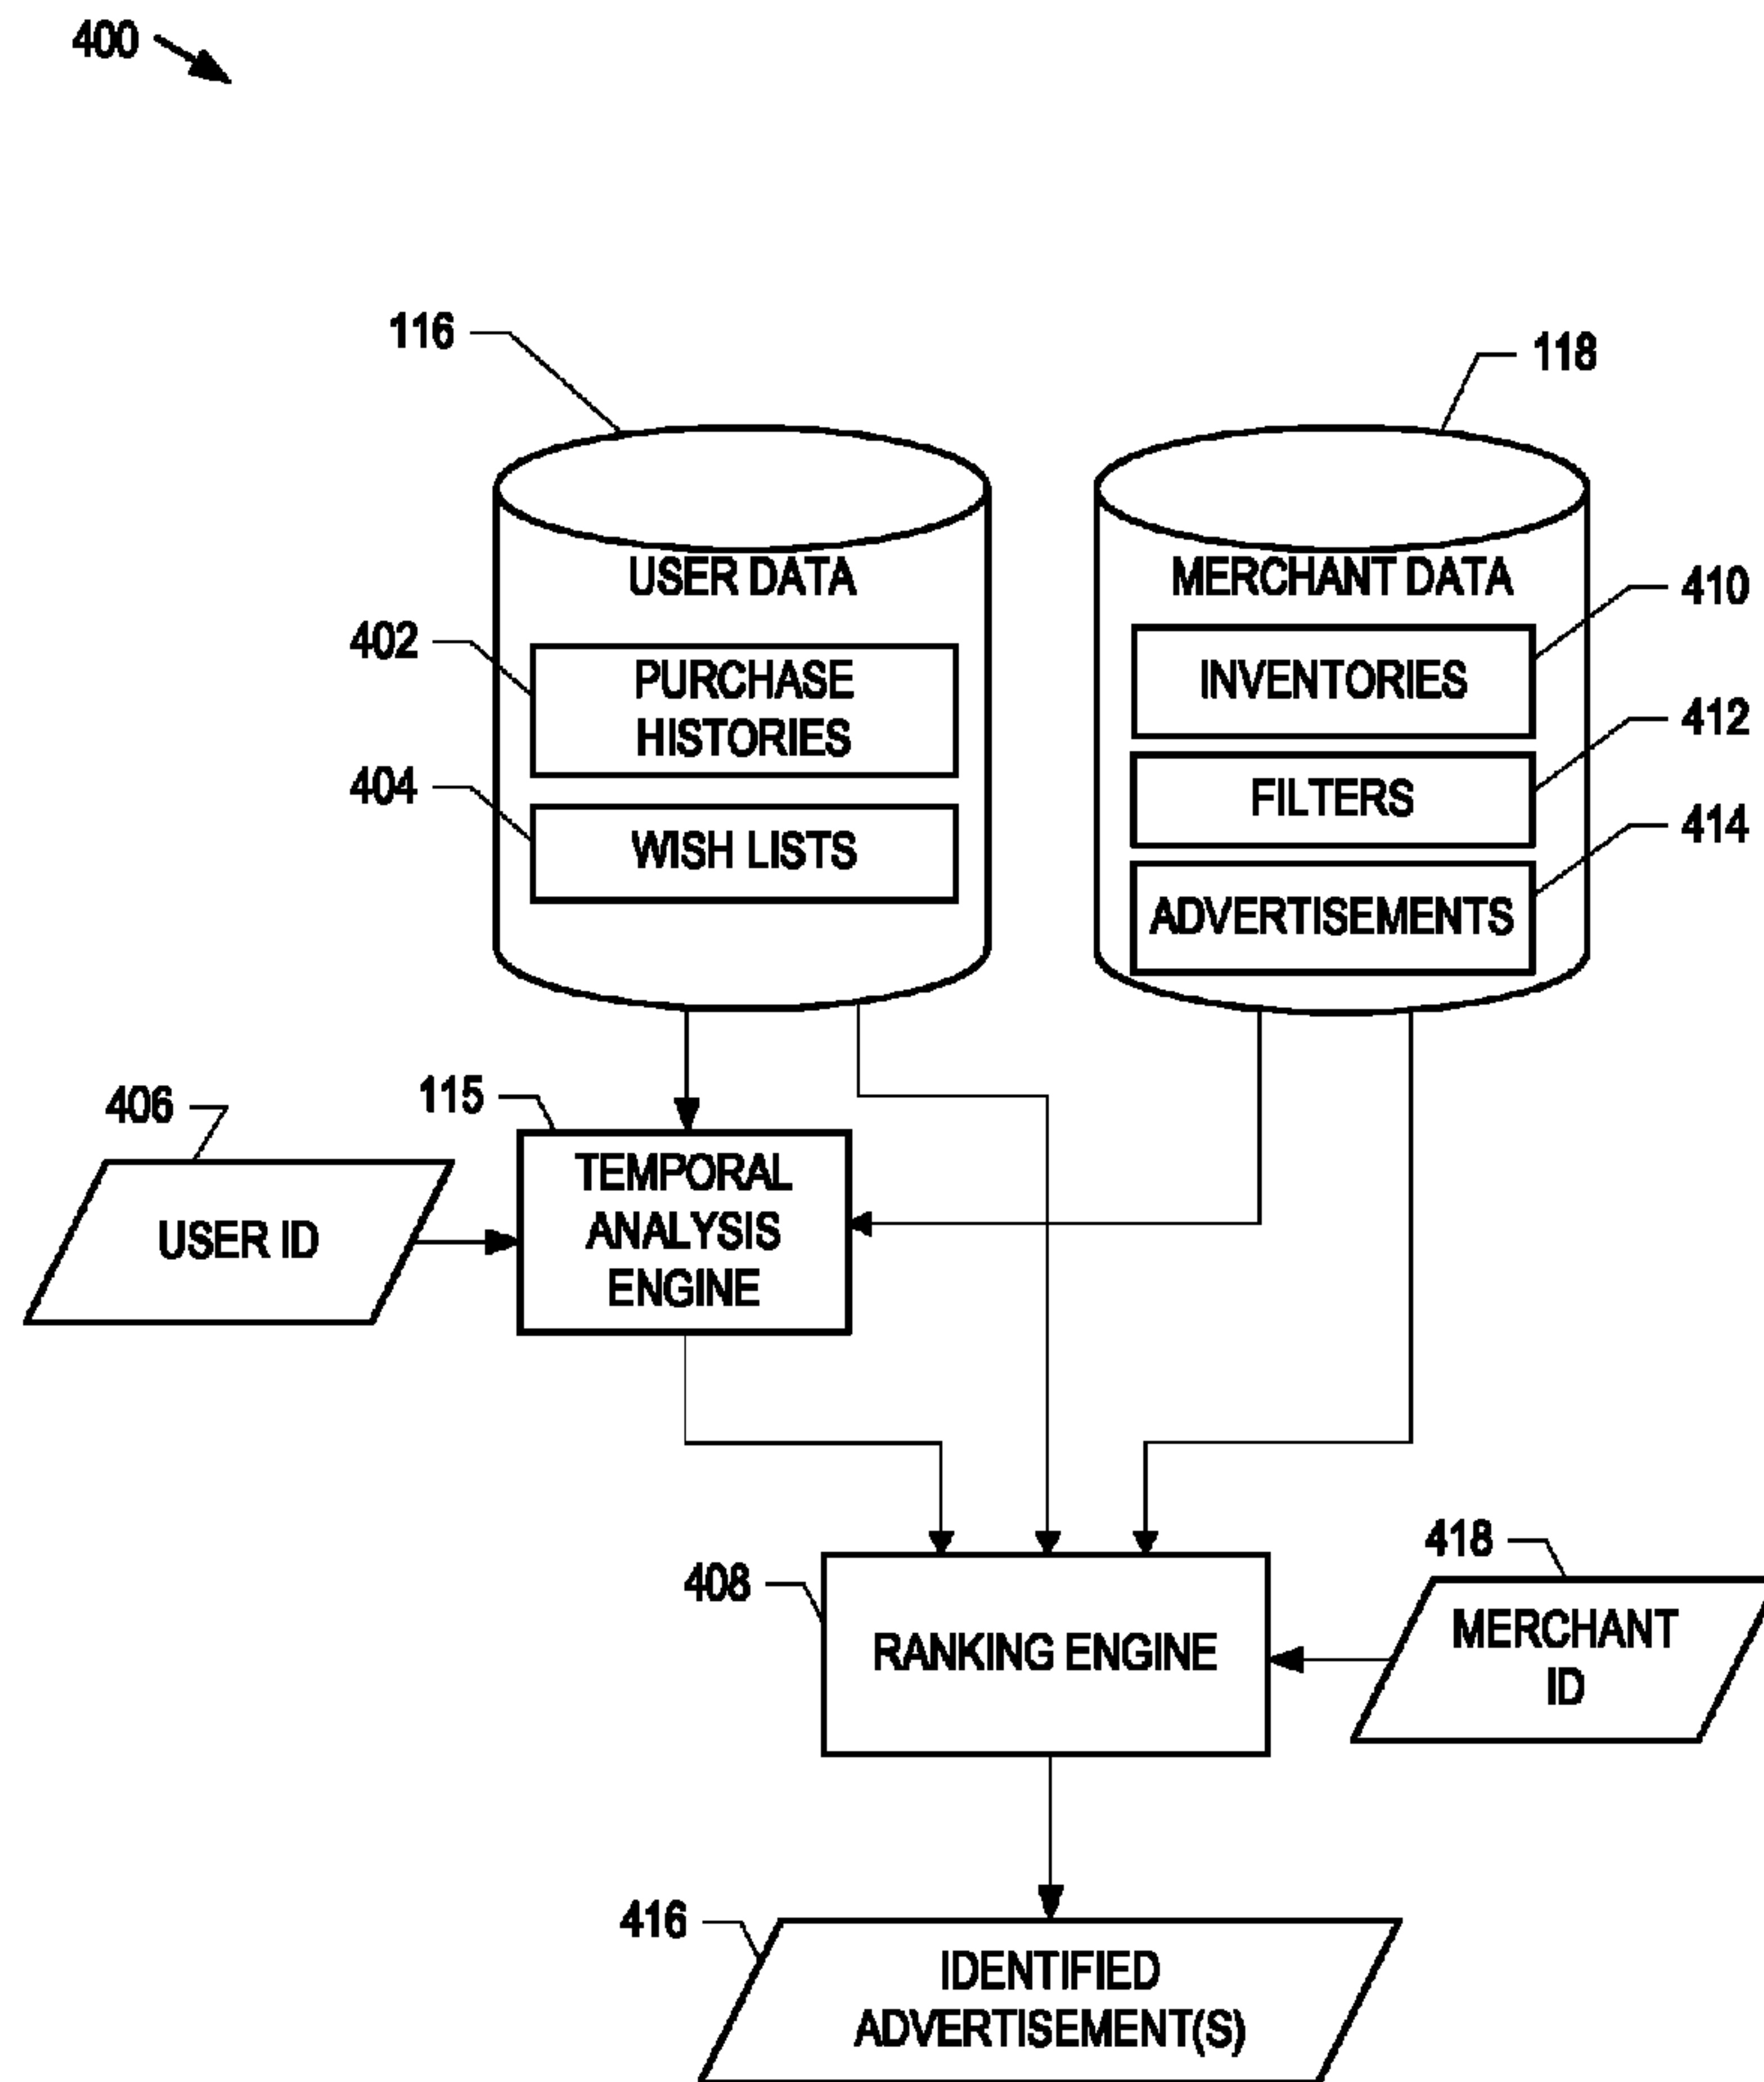 400
116
118
USER DATA
MERCHANT DATA
410
402
PURCHASE
HISTORIES
INVENTORIES
412
404
WISH LISTS
FILTERS
414
ADVERTISEMENTS
406
115
USER ID
TEMPORAL
ANALYSIS
ENGINE
418
408
RANKING ENGINE
MERCHANT
ID
416
IDENTIFIED
ADVERTISEMENT(S)